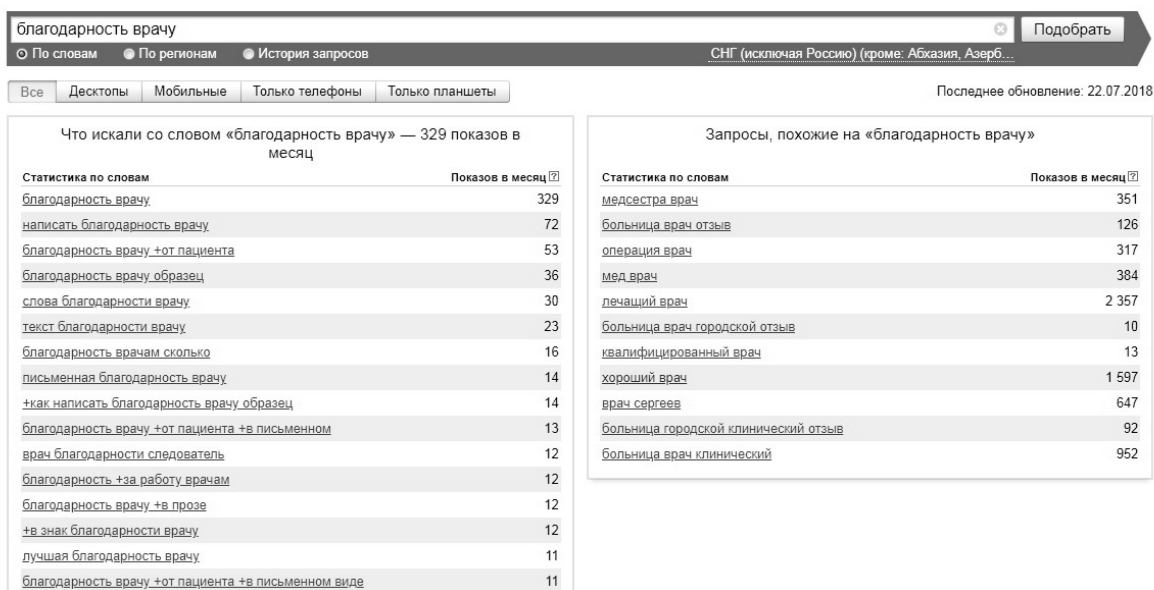 благодарность врачу
Подобрать
По словам По регионам История запросов СНГ (исключая Россию) (кроме: Абхазия, Азерб...
Все Десктопы Мобильные Только телефоны Только планшеты Последнее обновление: 22.07.2018
Что искали со словом «благодарность врачу» — 329 показов в
месяц
Статистика по словам Показов в месяц ?
благодарность врачу 329
написать благодарность врачу 72
благодарность врачу +от пациента 53
благодарность врачу образец 36
слова благодарности врачу 30
текст благодарности врачу 23
благодарность врачам сколько 16
письменная благодарность врачу 14
+как написать благодарность врачу образец 14
благодарность врачу +от пациента +в письменном 13
врач благодарности следователь 12
благодарность +за работу врачам 12
благодарность врачу +в прозе 12
+в знак благодарности врачу 12
лучшая благодарность врачу 11
благодарность врачу +от пациента +в письменном виде 11
Запросы, похожие на «благодарность врачу»
Статистика по словам Показов в месяц ?
медсестра врач 351
больница врач отзыв 126
операция врач 317
мед врач 384
лечащий врач 2 357
больница врач городской отзыв 10
квалифицированный врач 13
хороший врач 1 597
врач сергеев 647
больница городской клинический отзыв 92
больница врач клинический 952